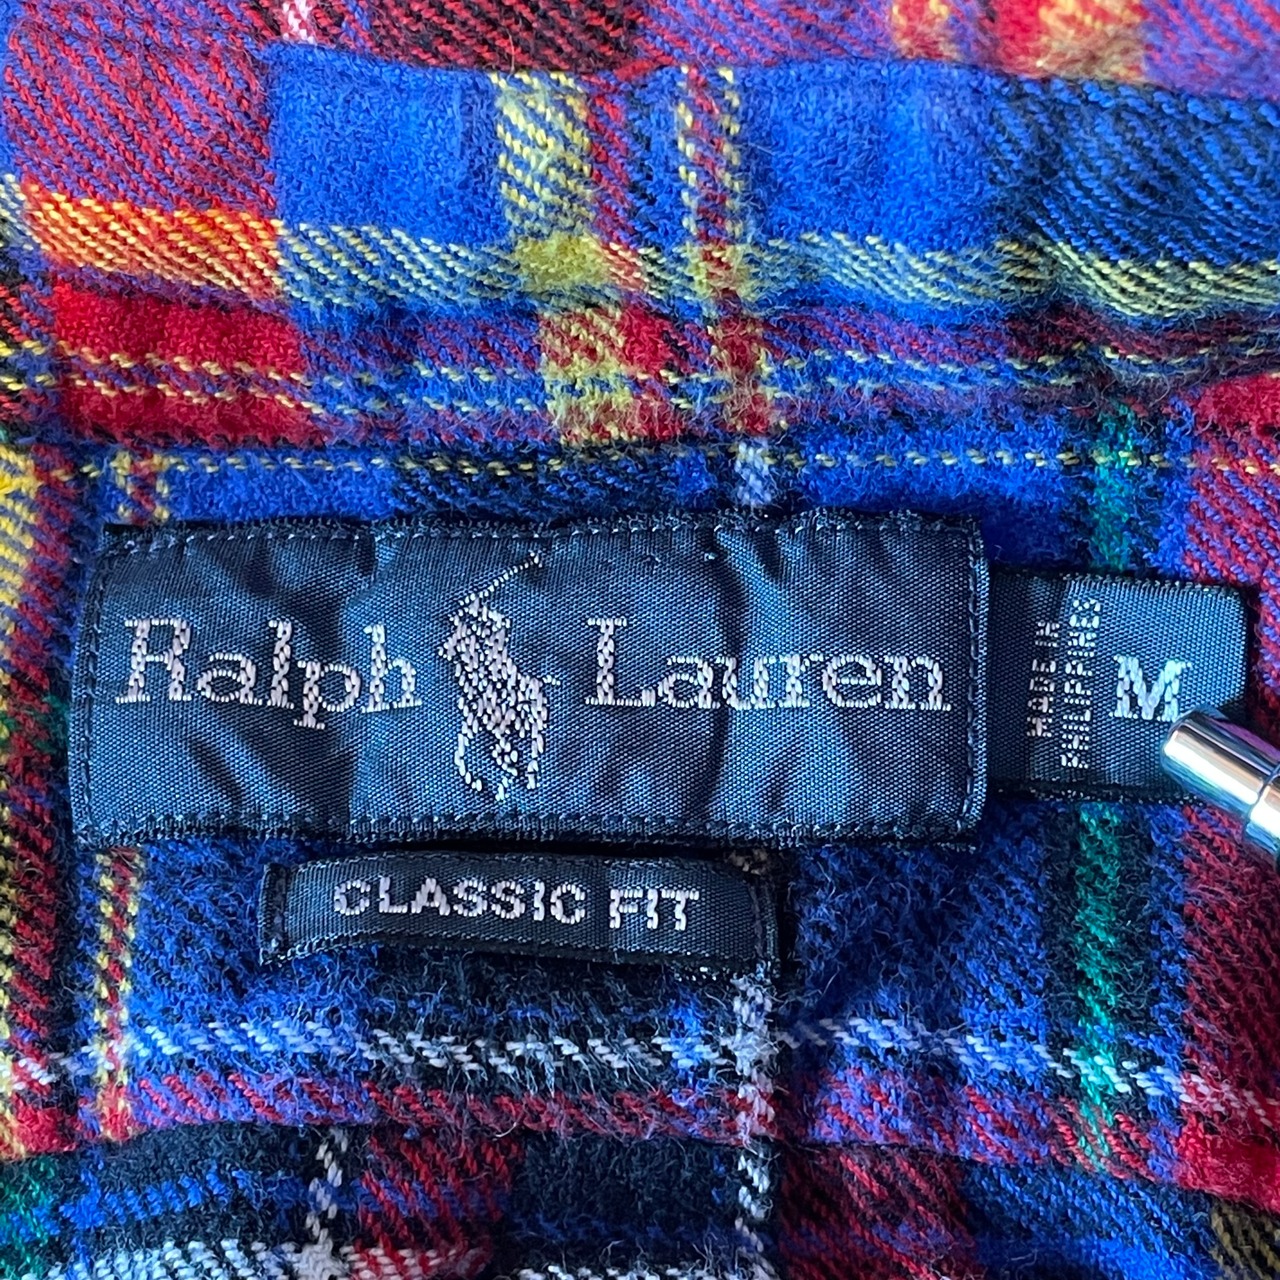 Ralph Lauren
MADE IN
PHILIPPINES
M
CLASSIC FIT